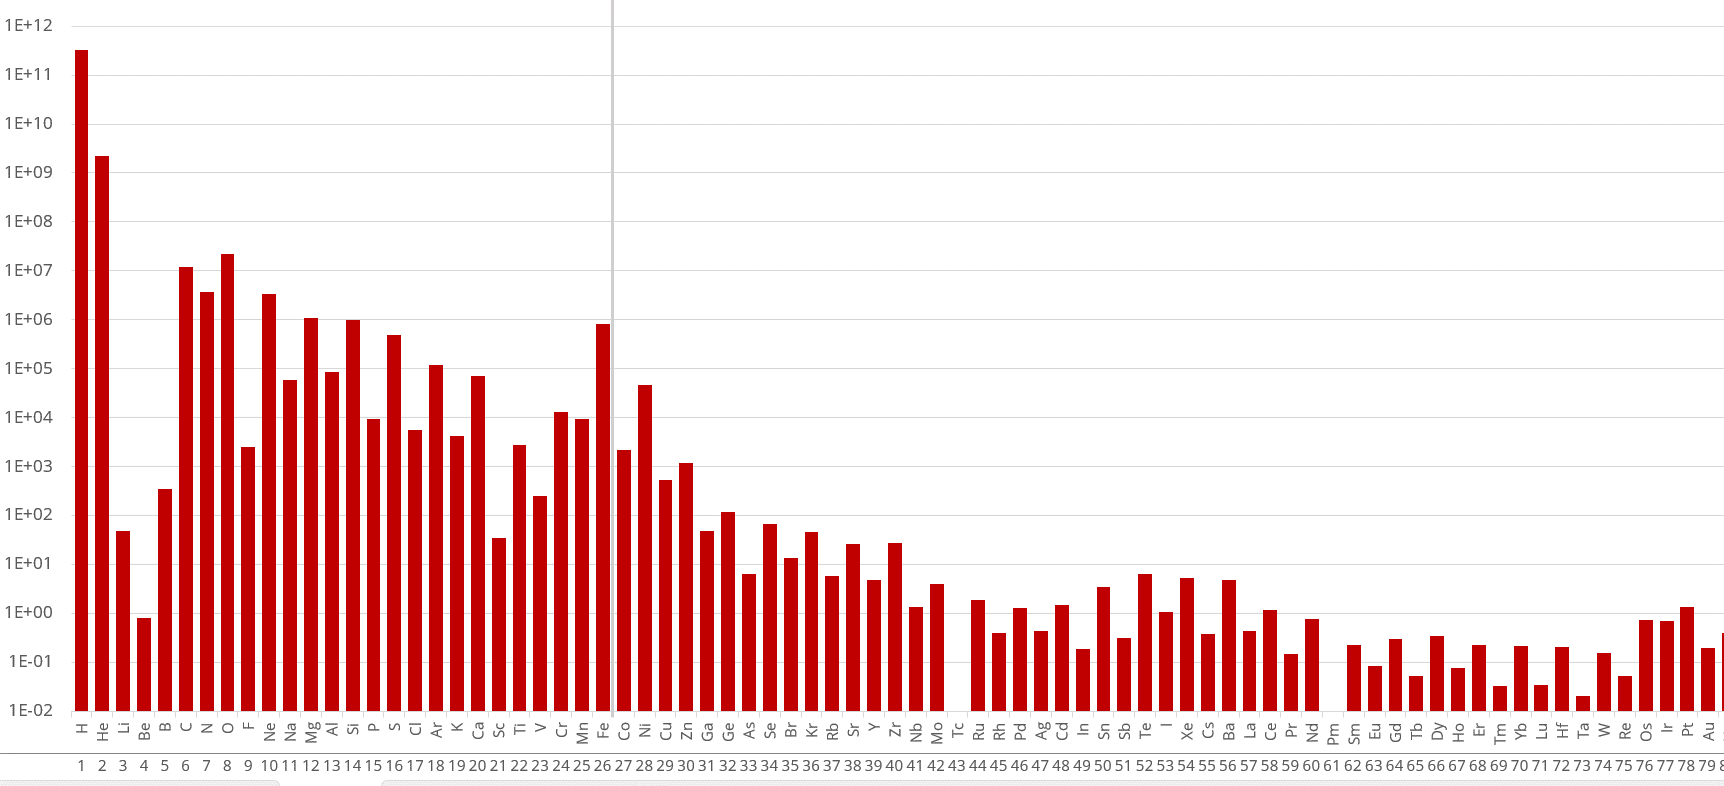 1E+12
1E+11
1E+10
1E+09
1E+08
1E+07
1E+06
1E+05
1E+04
1E+03
1E+02
1E+01
1E+00
1E-01
1E-02
H He Li Be B C N O F Ne Na Mg Al Si P S Cl Ar K Ca Sc Ti V Cr Mn Fe Co Ni Cu Zn Ga Ge As Se Br Kr Rb Sr Y Zr Nb Mo Tc Ru Rh Pd Ag Cd In Sn Sb Te I Xe Cs Ba La Ce Pr Nd Pm Sm Eu Gd Tb Dy Ho Er Tm Yb Lu Hf Ta W Re Os Ir Pt Au
1 2 3 4 5 6 7 8 9 10 11 12 13 14 15 16 17 18 19 20 21 22 23 24 25 26 27 28 29 30 31 32 33 34 35 36 37 38 39 40 41 42 43 44 45 46 47 48 49 50 51 52 53 54 55 56 57 58 59 60 61 62 63 64 65 66 67 68 69 70 71 72 73 74 75 76 77 78 79